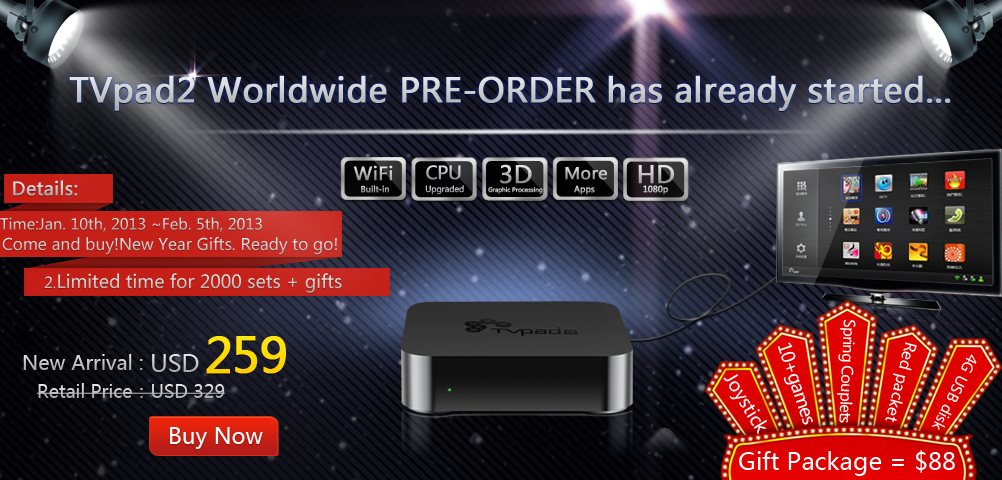 TVpad2 Worldwide PRE-ORDER has already started...
WiFi
Built-in
CPU
Upgraded
3D
Graphic Processing
More
Apps
HD
1080p
Details:
Time:Jan. 10th, 2013 ~Feb. 5th, 2013
Come and buy!New Year Gifts. Ready to go!
2.Limited time for 2000 sets + gifts
New Arrival : USD 259
Retail Price : USD 329
Buy Now
TVpad2
Joystick
10+games
Spring Couplets
Red packet
4G USB disk
Gift Package = $88